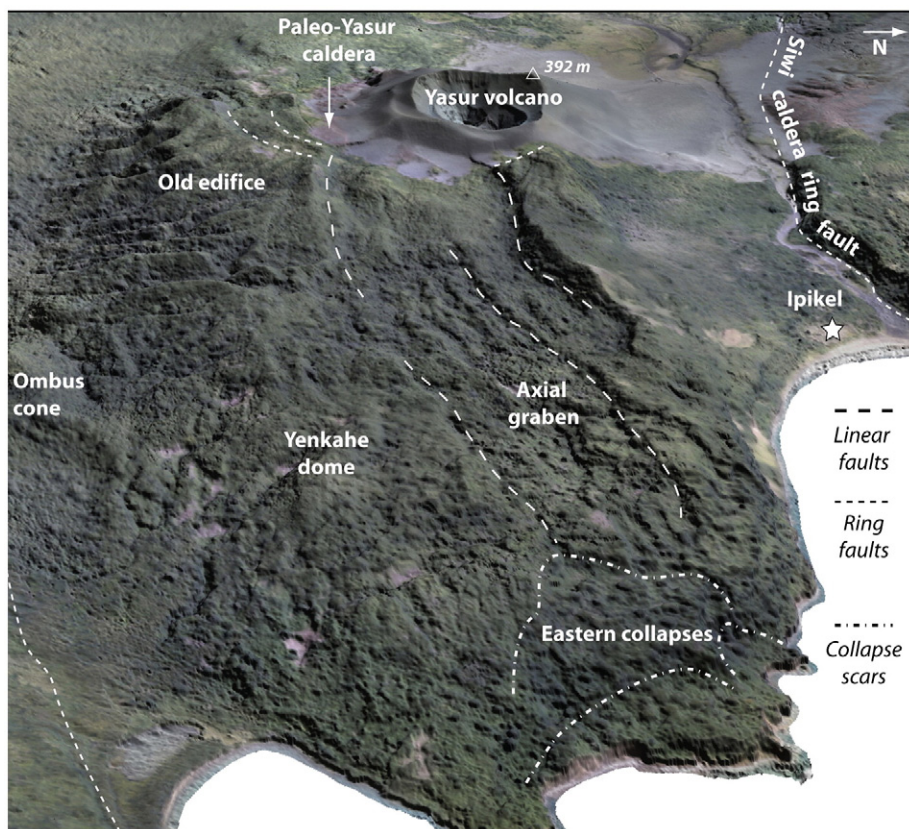 Paleo-Yasur
caldera
392 m
Yasur volcano
N
Siwi caldera ring fault
Old edifice
Ipikel
Ombus
cone
Axial
graben
Yenkahe
dome
Linear
faults
Ring
faults
Eastern collapses
Collapse
scars